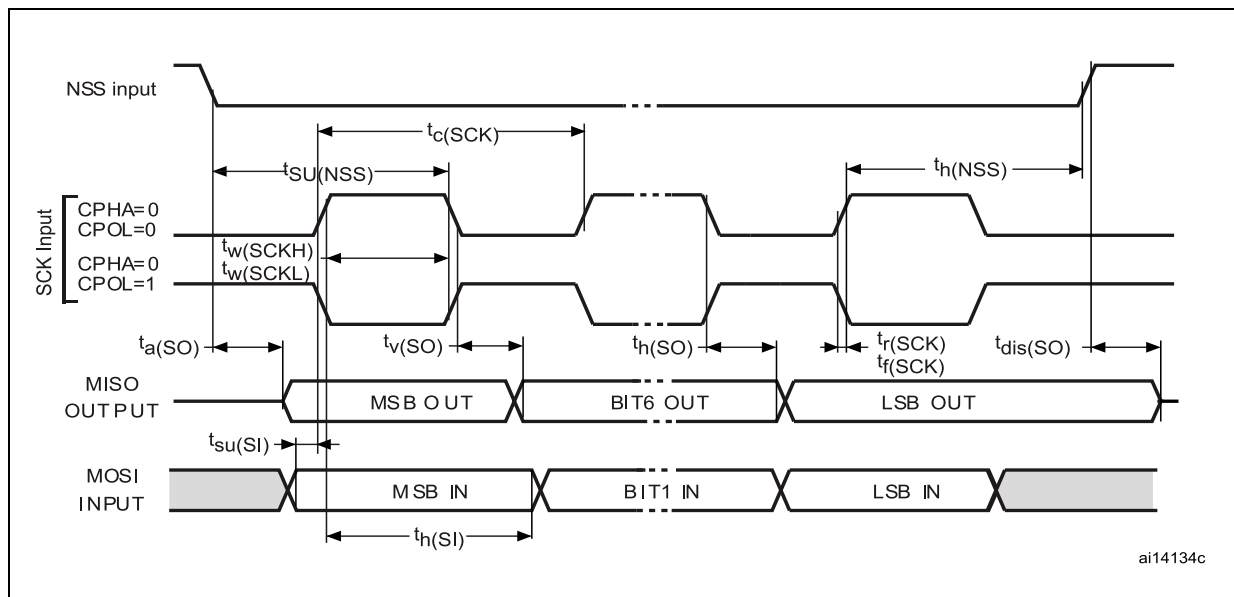 NSS input
tc(SCK)
tSU(NSS)
th(NSS)
SCK Input
CPHA=0
CPOL=0
tw(SCKH)
tw(SCKL)
CPHA=0
CPOL=1
ta(SO)
tv(SO)
th(SO)
tr(SCK)
tf(SCK)
tdis(SO)
MISO
OUTPUT
MSB OUT
BIT6 OUT
LSB OUT
tsu(SI)
MOSI
INPUT
MSB IN
BIT1 IN
LSB IN
th(SI)
ai14134c